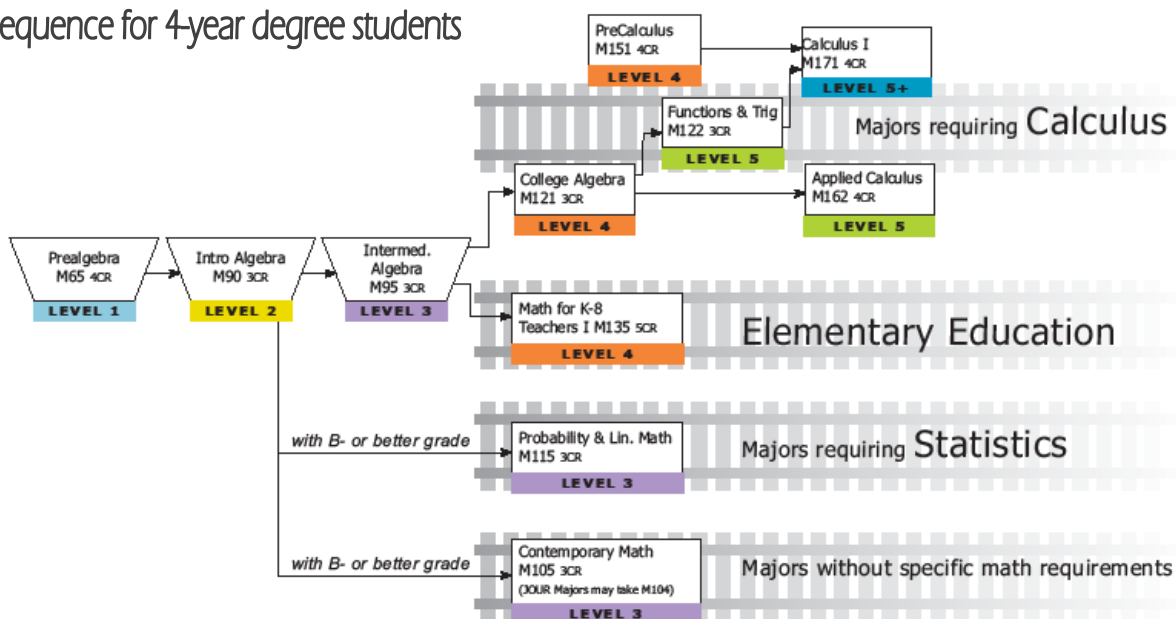 equence for 4-year degree students
PreCalculus
M151 4CR
LEVEL 4
Calculus I
M171 4CR
LEVEL 5+
Functions & Trig
M122 3CR
LEVEL 5
Majors requiring Calculus
College Algebra
M121 3CR
LEVEL 4
Applied Calculus
M162 4CR
LEVEL 5
Prealgebra
M65 4CR
LEVEL 1
Intro Algebra
M90 3CR
LEVEL 2
Intermed.
Algebra
M95 3CR
LEVEL 3
Math for K-8
Teachers I M135 5CR
LEVEL 4
Elementary Education
with B- or better grade
Probability & Lin. Math
M115 3CR
LEVEL 3
Majors requiring Statistics
with B- or better grade
Contemporary Math
M105 3CR
(JOUR Majors may take M104)
LEVEL 3
Majors without specific math requirements